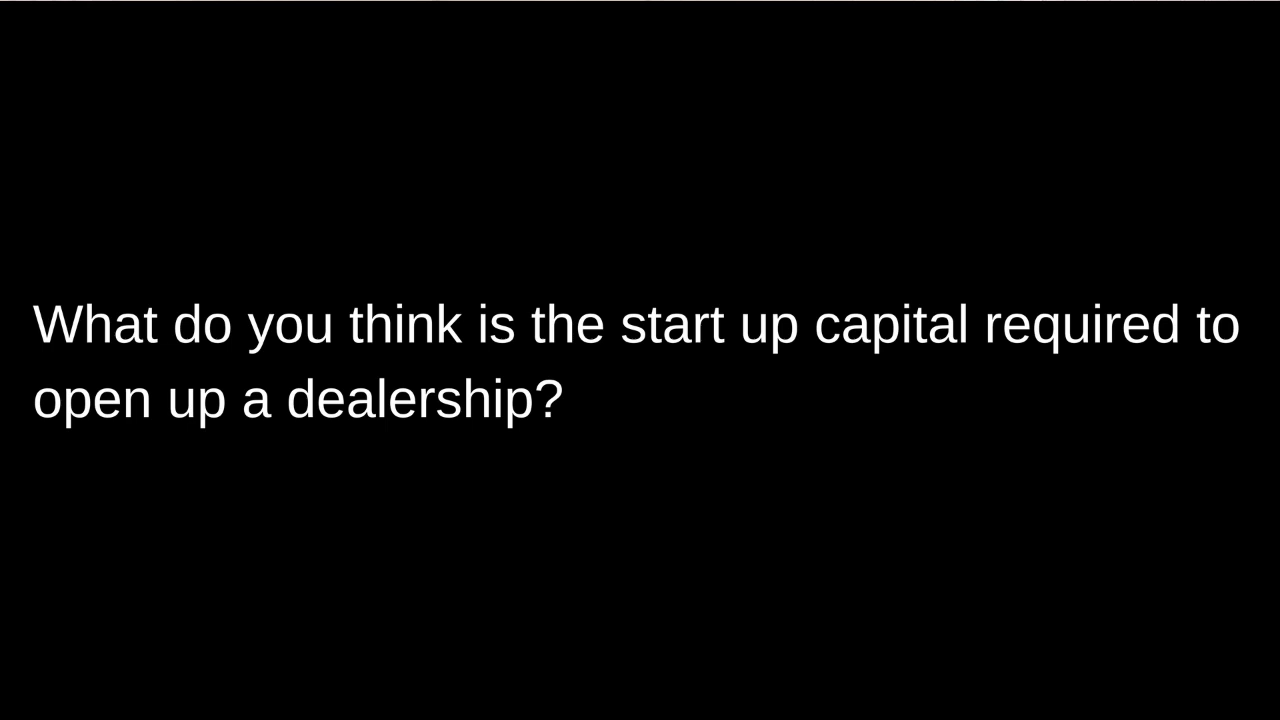 What do you think is the start up capital required to
open up a dealership?